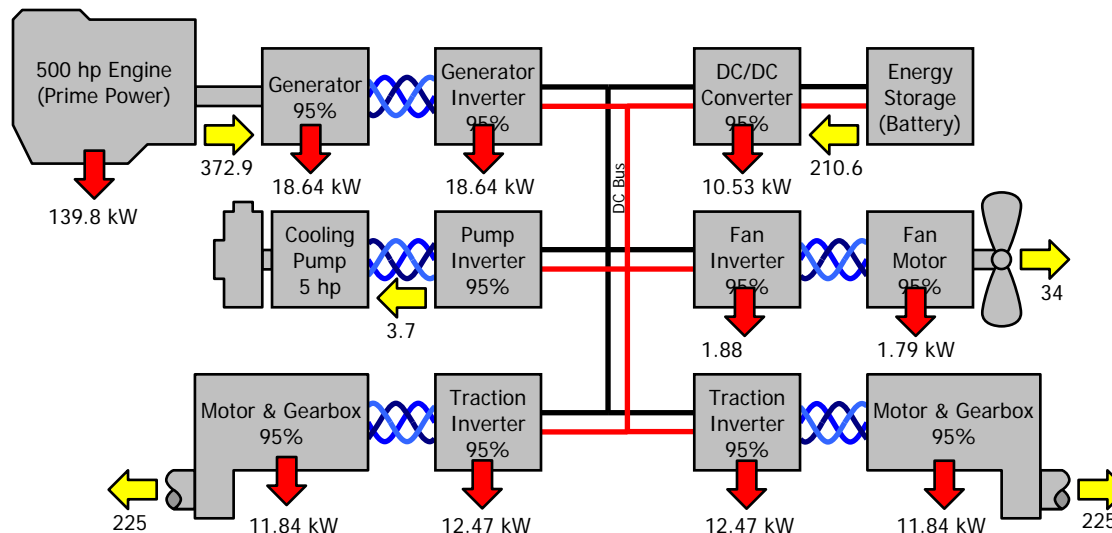 500 hp Engine
(Prime Power)
Generator
95%
Generator
Inverter
95%
DC/DC
Converter
95%
Energy
Storage
(Battery)
372.9
210.6
139.8 kW
18.64 kW
18.64 kW
10.53 kW
DC Bus
Cooling
Pump
5 hp
Pump
Inverter
95%
Fan
Inverter
95%
Fan
Motor
95%
3.7
34
1.88
1.79 kW
Motor & Gearbox
95%
Traction
Inverter
95%
Traction
Inverter
95%
Motor & Gearbox
95%
225
11.84 kW
12.47 kW
12.47 kW
11.84 kW
225